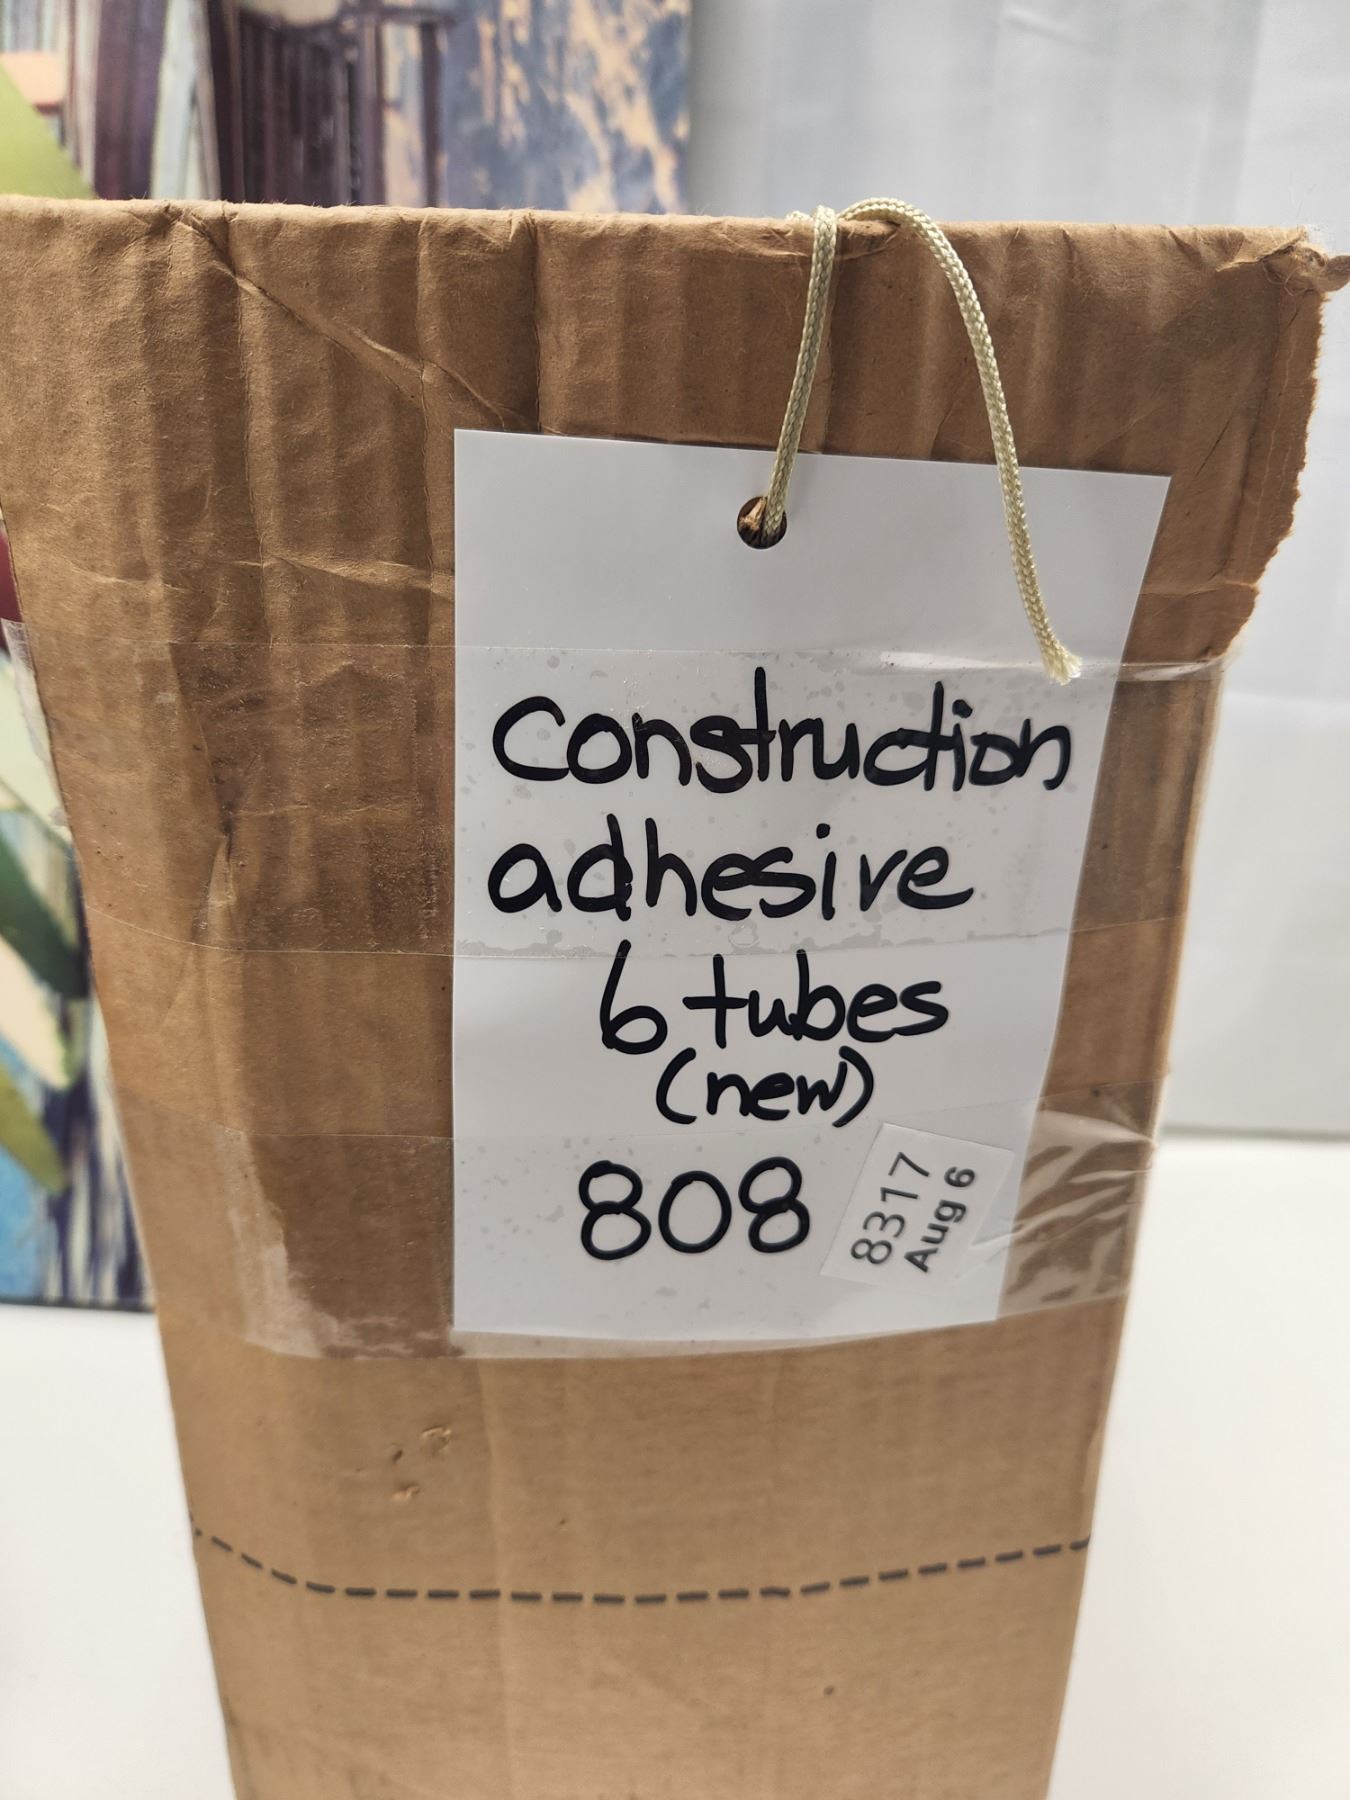 Construction
adhesive
6 tubes
(new)
808
8317
Aug 6